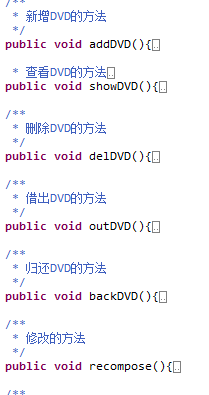 /**
* 新增DVD的方法
*/
public void addDVD(){
* 查看DVD的方法
public void showDVD(){
/**
* 删除DVD的方法
*/
public void delDVD(){
/**
* 借出DVD的方法
*/
public void outDVD(){
/**
* 归还DVD的方法
*/
public void backDVD(){
/**
* 修改的方法
*/
public void recompose(){
/**